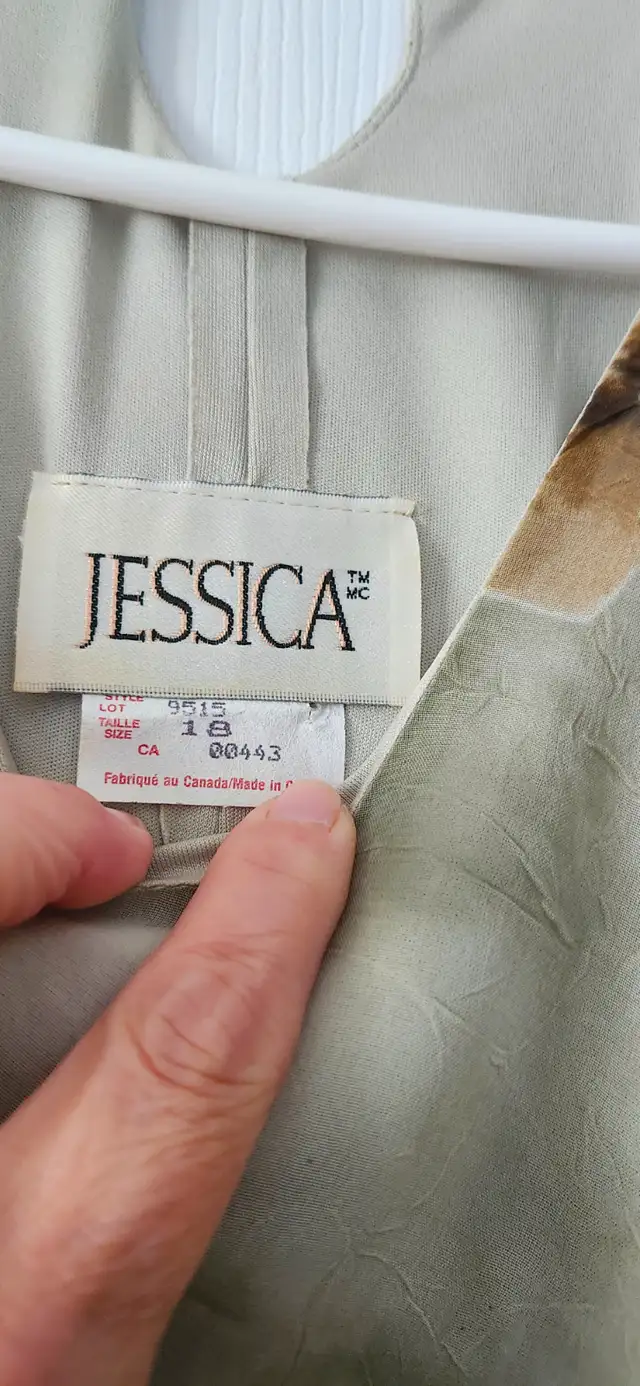 JESSICA TM
MC
STYLE
LOT 9515
TAILLE 18
SIZE
CA 00443
Fabriqué au Canada/Made in